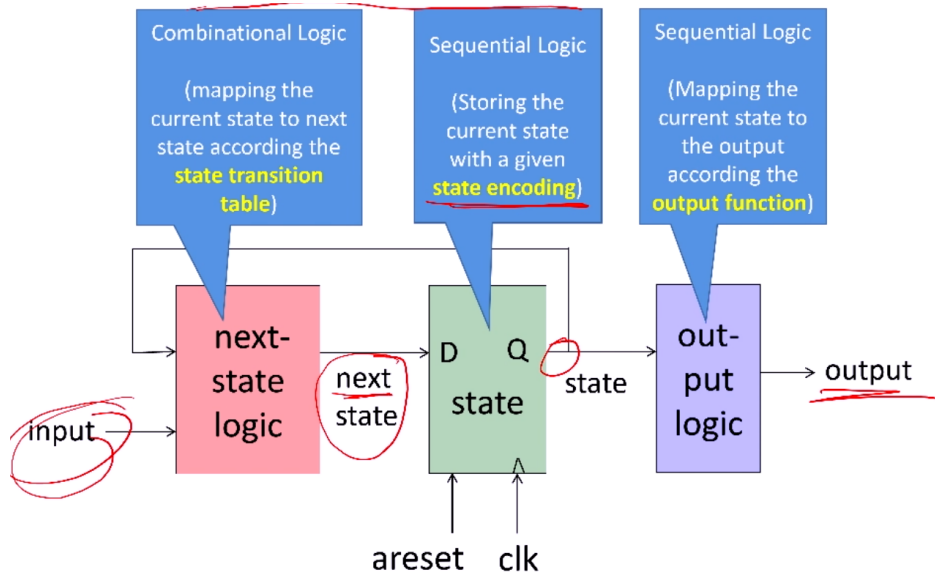 Combinational Logic
(mapping the
current state to next
state according the
state transition
table)
Sequential Logic
(Storing the
current state
with a given
state encoding)
Sequential Logic
(Mapping the
current state to
the output
according the
output function)
next-
state
logic
input
next
state
D
Q
state
state
out-
put
logic
output
areset
clk